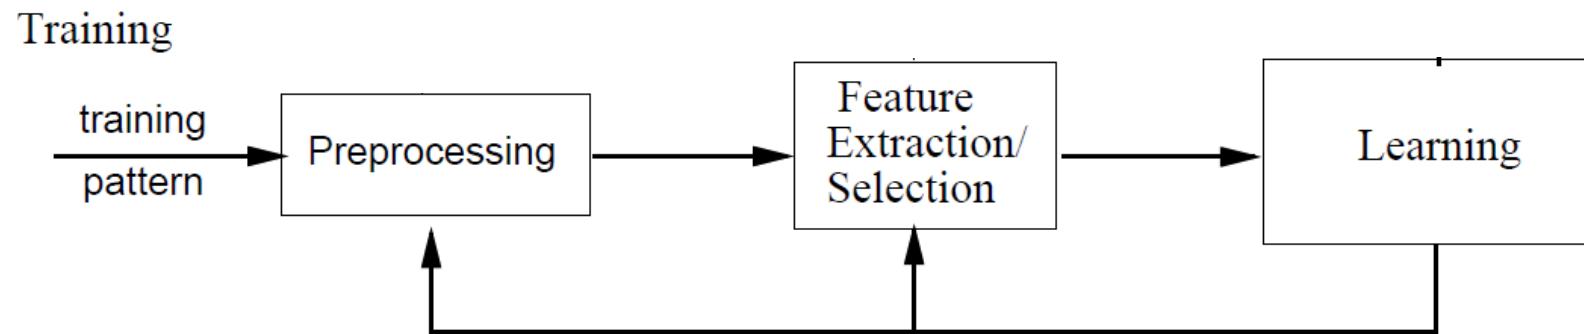 Training
training
pattern
Preprocessing
Feature
Extraction/
Selection
Learning